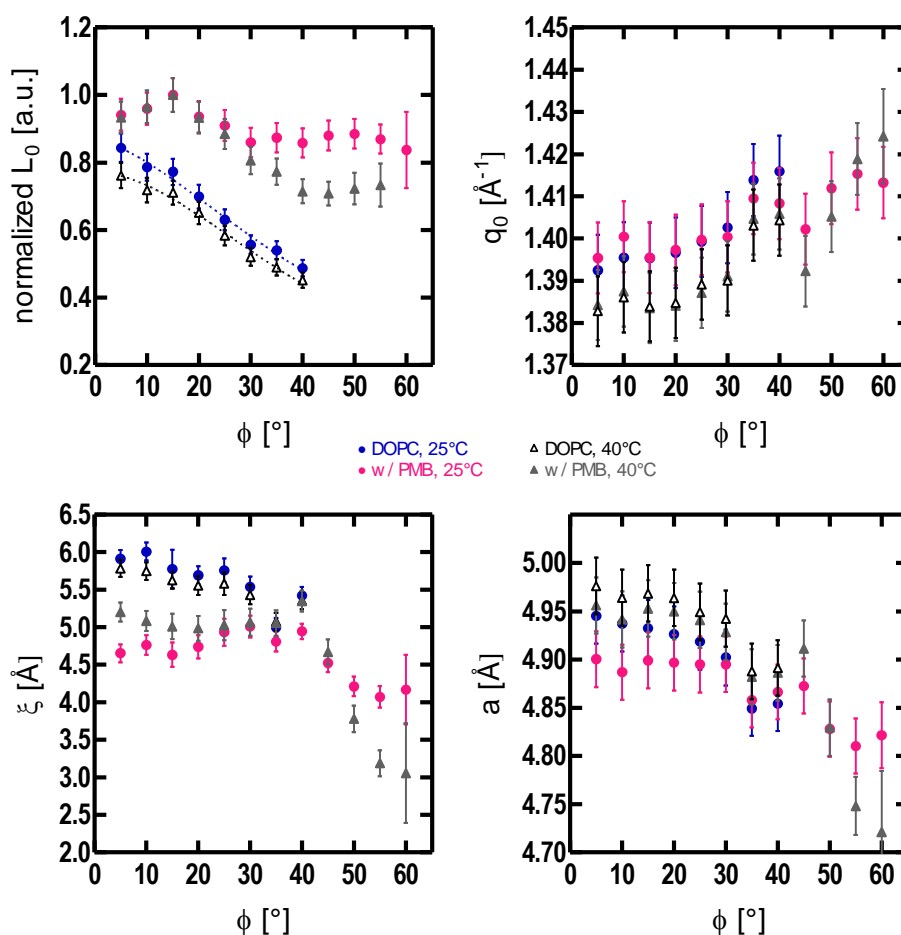 normalized L₀ [a.u.]
1.2
1.0
0.8
0.6
0.4
0.2
0 10 20 30 40 50 60
ϕ [°]
q₀ [Å⁻¹]
1.45
1.44
1.43
1.42
1.41
1.40
1.39
1.38
1.37
0 10 20 30 40 50 60
ϕ [°]
DOPC, 25°C
w / PMB, 25°C
DOPC, 40°C
w / PMB, 40°C
ξ [Å]
6.5
6.0
5.5
5.0
4.5
4.0
3.5
3.0
2.5
2.0
0 10 20 30 40 50 60
ϕ [°]
a [Å]
5.00
4.95
4.90
4.85
4.80
4.75
4.70
0 10 20 30 40 50 60
ϕ [°]